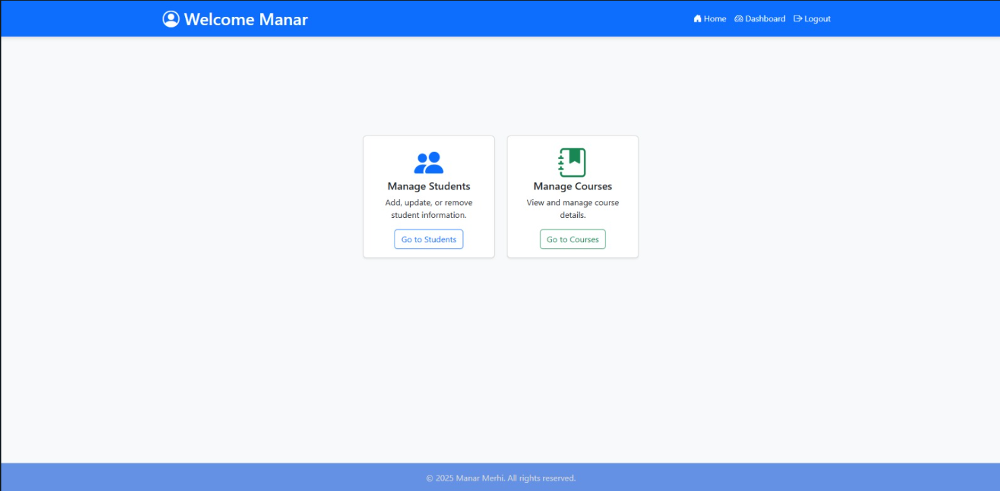 Welcome Manar
Home Dashboard Logout
Manage Students
Add, update, or remove
student information.
Go to Students
Manage Courses
View and manage course
details.
Go to Courses
© 2025 Manar Merhi. All rights reserved.